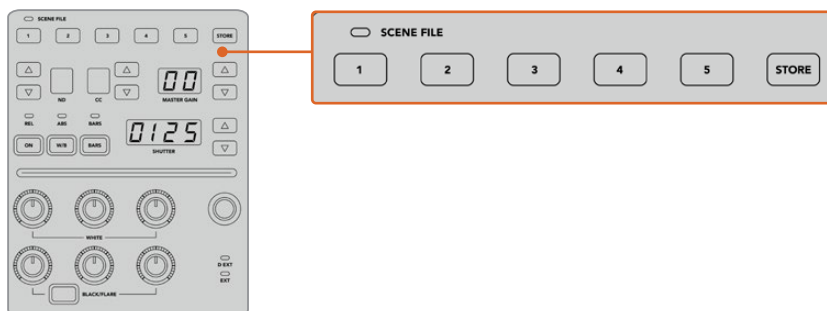 SCENE FILE
1 2 3 4 5 STORE
ND CC 00
MASTER GAIN
REL ABS BARS
ON W/B BARS 0125
SHUTTER
WHITE
D EXT
EXT
BLACK/FLARE
SCENE FILE
1 2 3 4 5 STORE